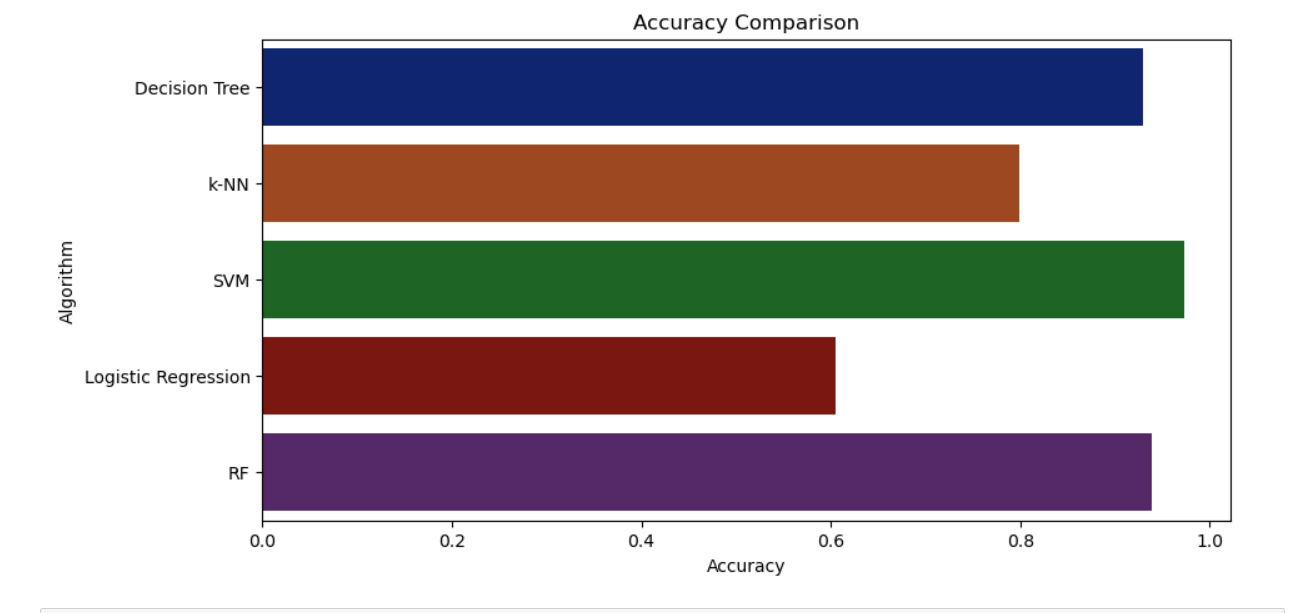 Accuracy Comparison
Decision Tree
k-NN
SVM
Logistic Regression
RF
Algorithm
0.0 0.2 0.4 0.6 0.8 1.0
Accuracy